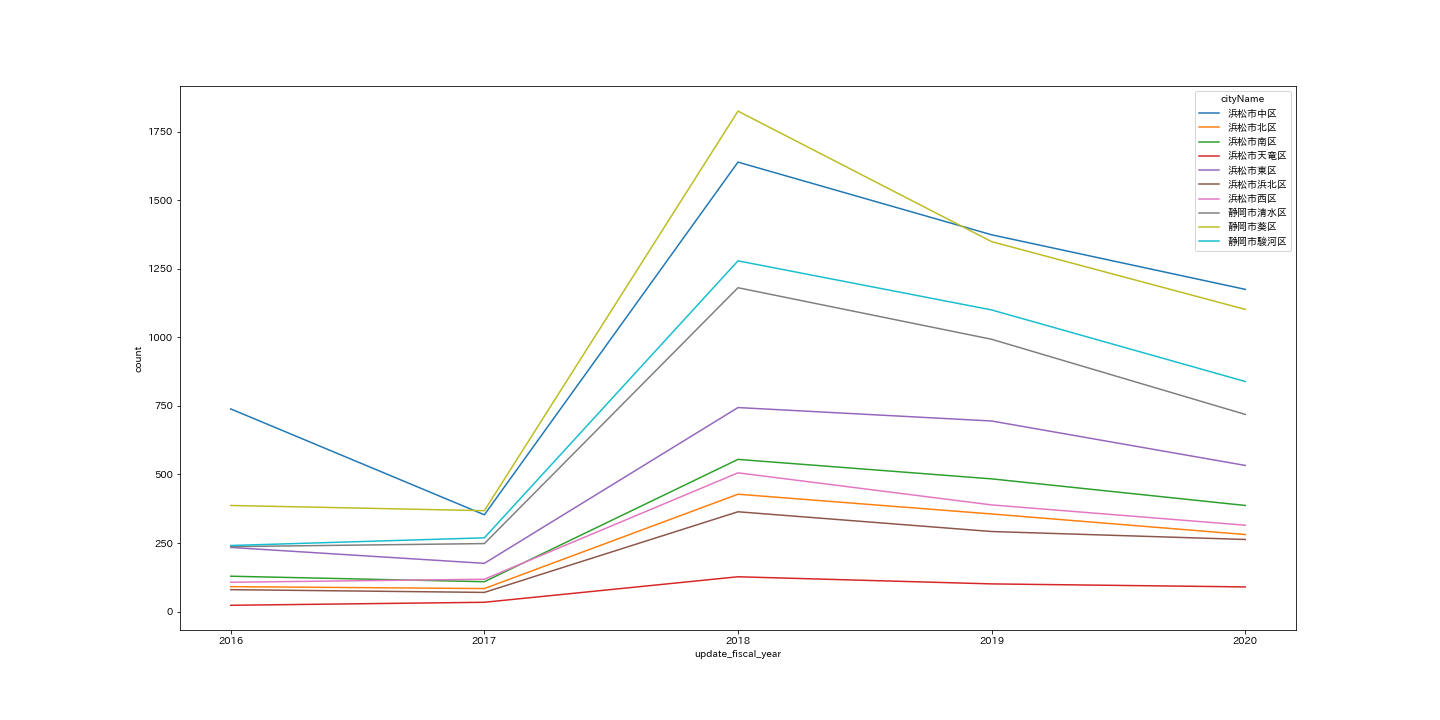 cityName
浜松市中区
浜松市北区
浜松市南区
浜松市天竜区
浜松市東区
浜松市浜北区
浜松市西区
静岡市清水区
静岡市葵区
静岡市駿河区
1750
1500
1250
1000
750
500
250
0
count
2016 2017 2018 2019 2020
update_fiscal_year